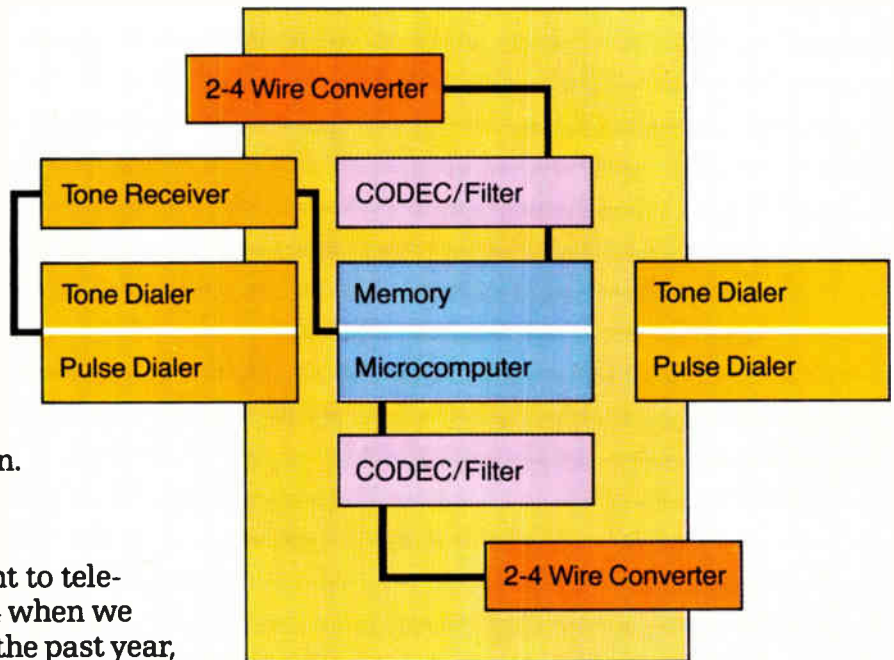 2-4 Wire Converter
Tone Receiver
CODEC/Filter
Tone Dialer
Memory
Tone Dialer
Pulse Dialer
Microcomputer
Pulse Dialer
CODEC/Filter
2-4 Wire Converter
n.
nt to tele-
when we
the past year,